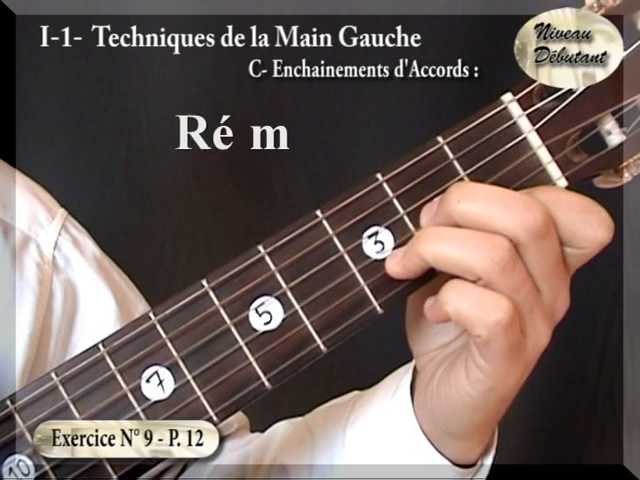 I-1- Techniques de la Main Gauche
Niveau
Débutant
C- Enchainements d'Accords :
Ré m
3
5
7
10
Exercice N° 9 - P. 12